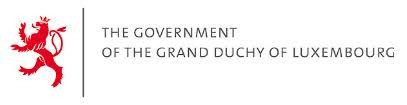 THE GOVERNMENT
OF THE GRAND DUCHY OF LUXEMBOURG